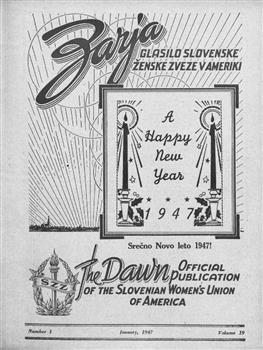 Zarja
GLASILO SLOVENSKE
ŽENSKE ZVEZE V AMERIKI
A
Happy
New
Year
1947
Srečno Novo leto 1947!
SŽZ
The Dawn OFFICIAL
PUBLICATION
OF THE SLOVENIAN WOMEN'S UNION
OF AMERICA
Number 1 January, 1947 Volume 19